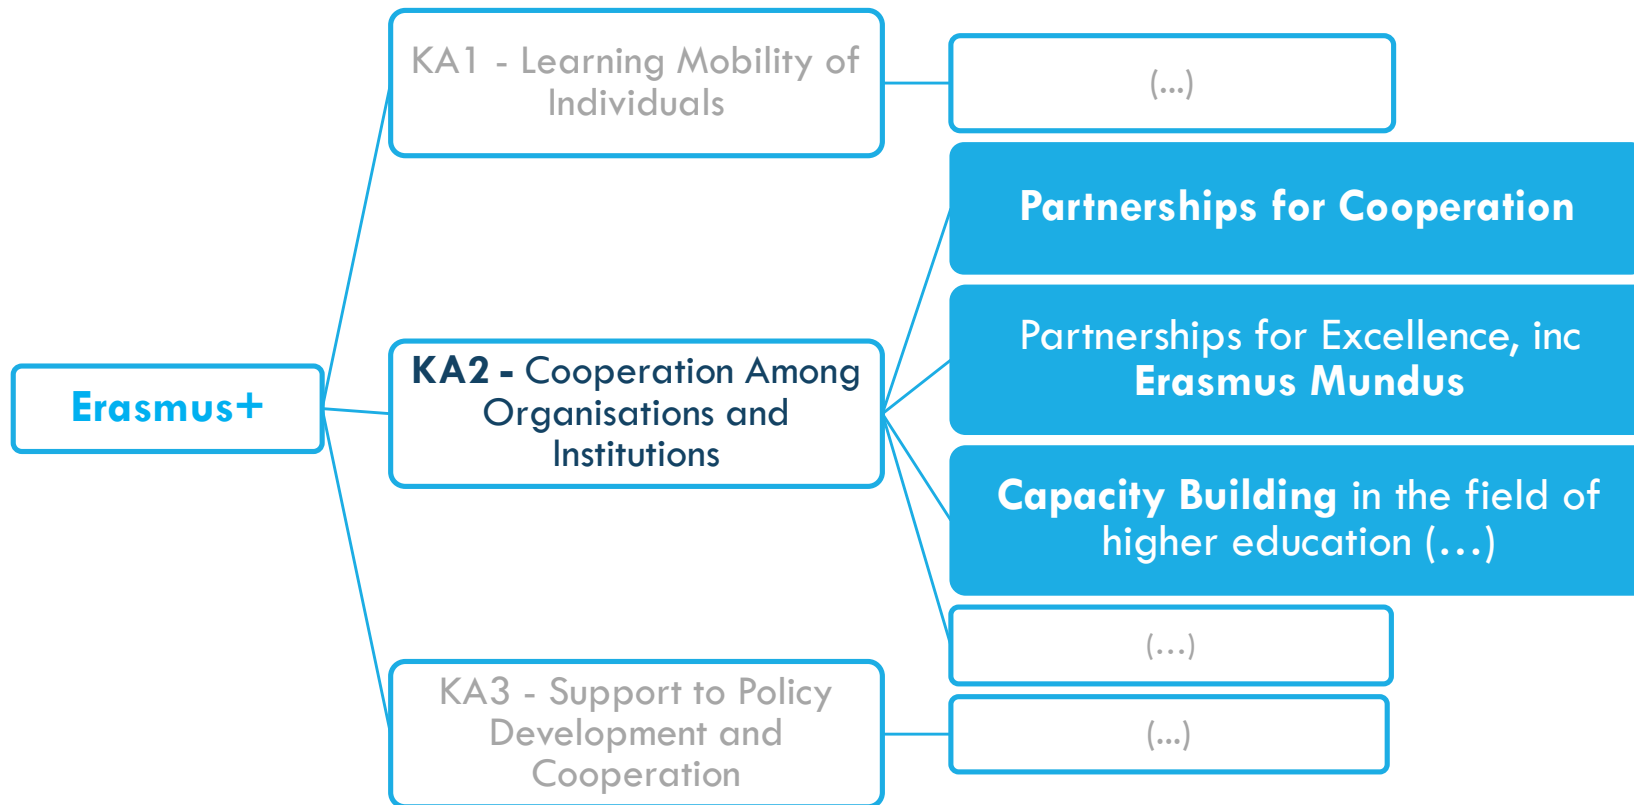 Erasmus+
KA1 - Learning Mobility of
Individuals
(...)
KA2 - Cooperation Among
Organisations and
Institutions
Partnerships for Cooperation
Partnerships for Excellence, inc
Erasmus Mundus
Capacity Building in the field of
higher education (...)
(...)
KA3 - Support to Policy
Development and
Cooperation
(...)